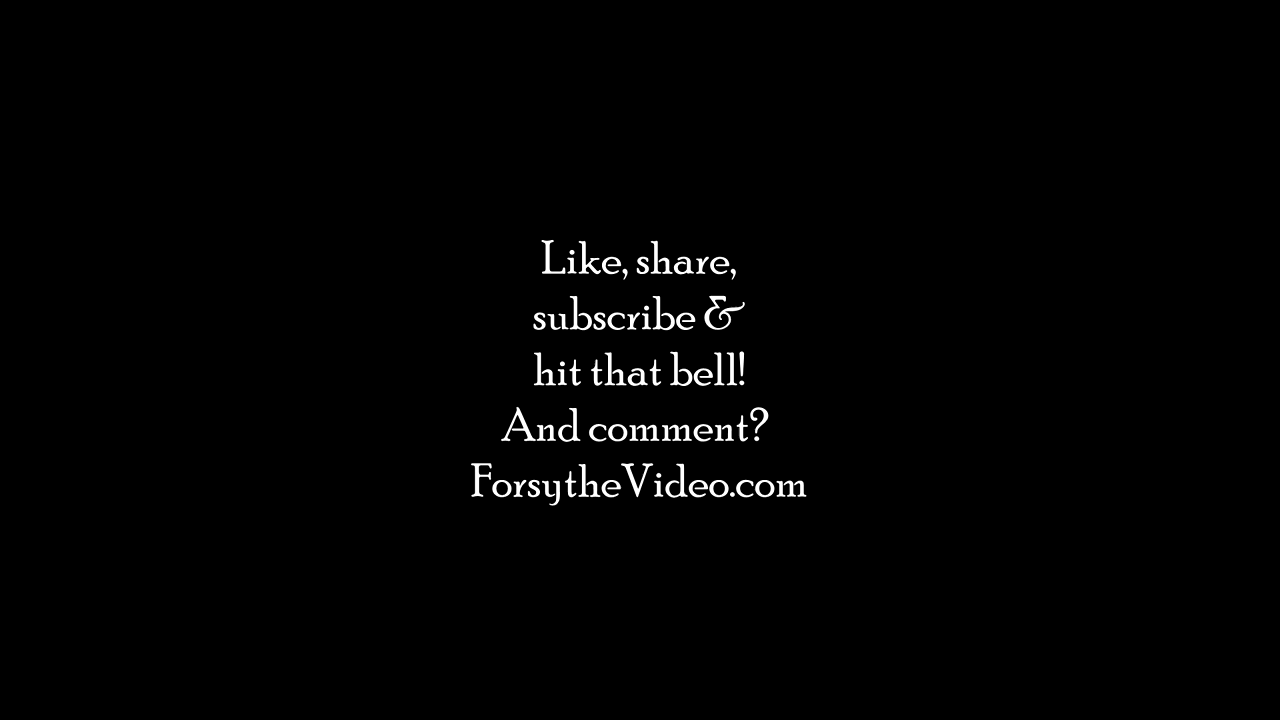 Like, share,
subscribe &
hit that bell!
And comment?
ForsytheVideo.com